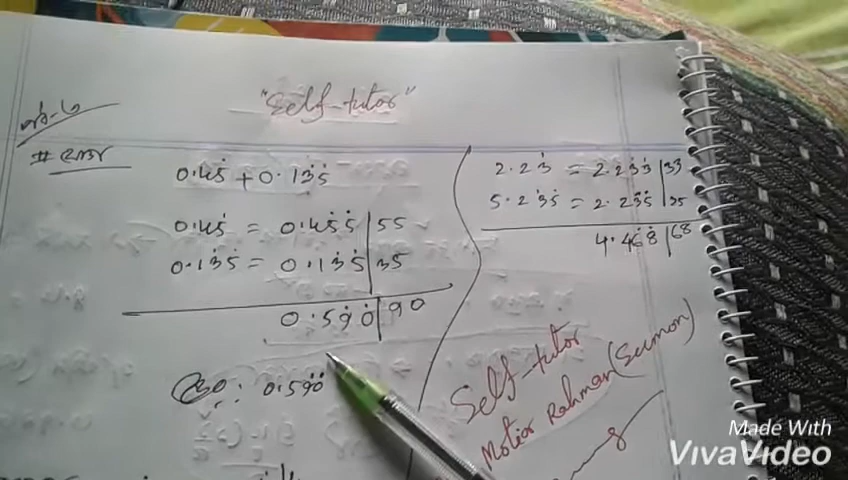 "Self-tutor"
# যোগঃ
0.45̇ + 0.13̇5̇
0.45̇ = 0.45̇5̇ | 55
0.13̇5̇ = 0.13̇5̇ | 35
0.59̇0̇ | 90
0.59̇0̇
2.23̇ = 2.23̇3̇ | 33
5.23̇5̇ = 2.23̇5̇ | 35
4.46̇8̇ | 68
Self-tutor
Motior Rahman (Sumon)
Made With
VivaVideo